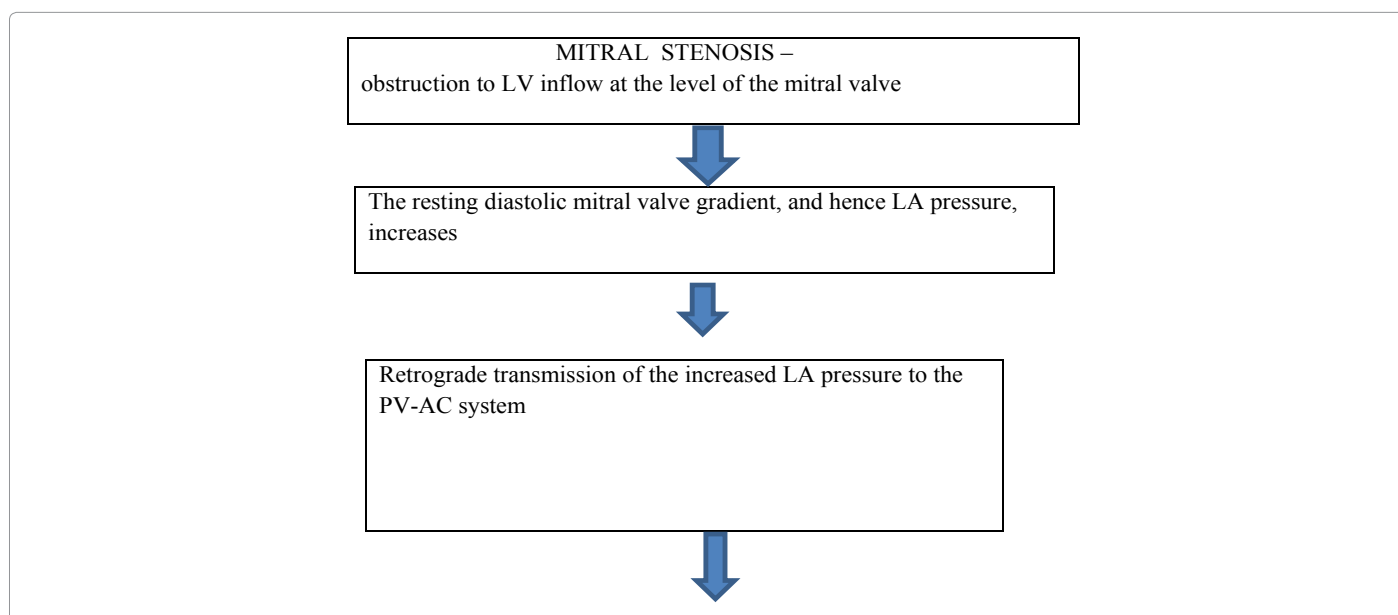 MITRAL STENOSIS –
obstruction to LV inflow at the level of the mitral valve
The resting diastolic mitral valve gradient, and hence LA pressure,
increases
Retrograde transmission of the increased LA pressure to the
PV-AC system